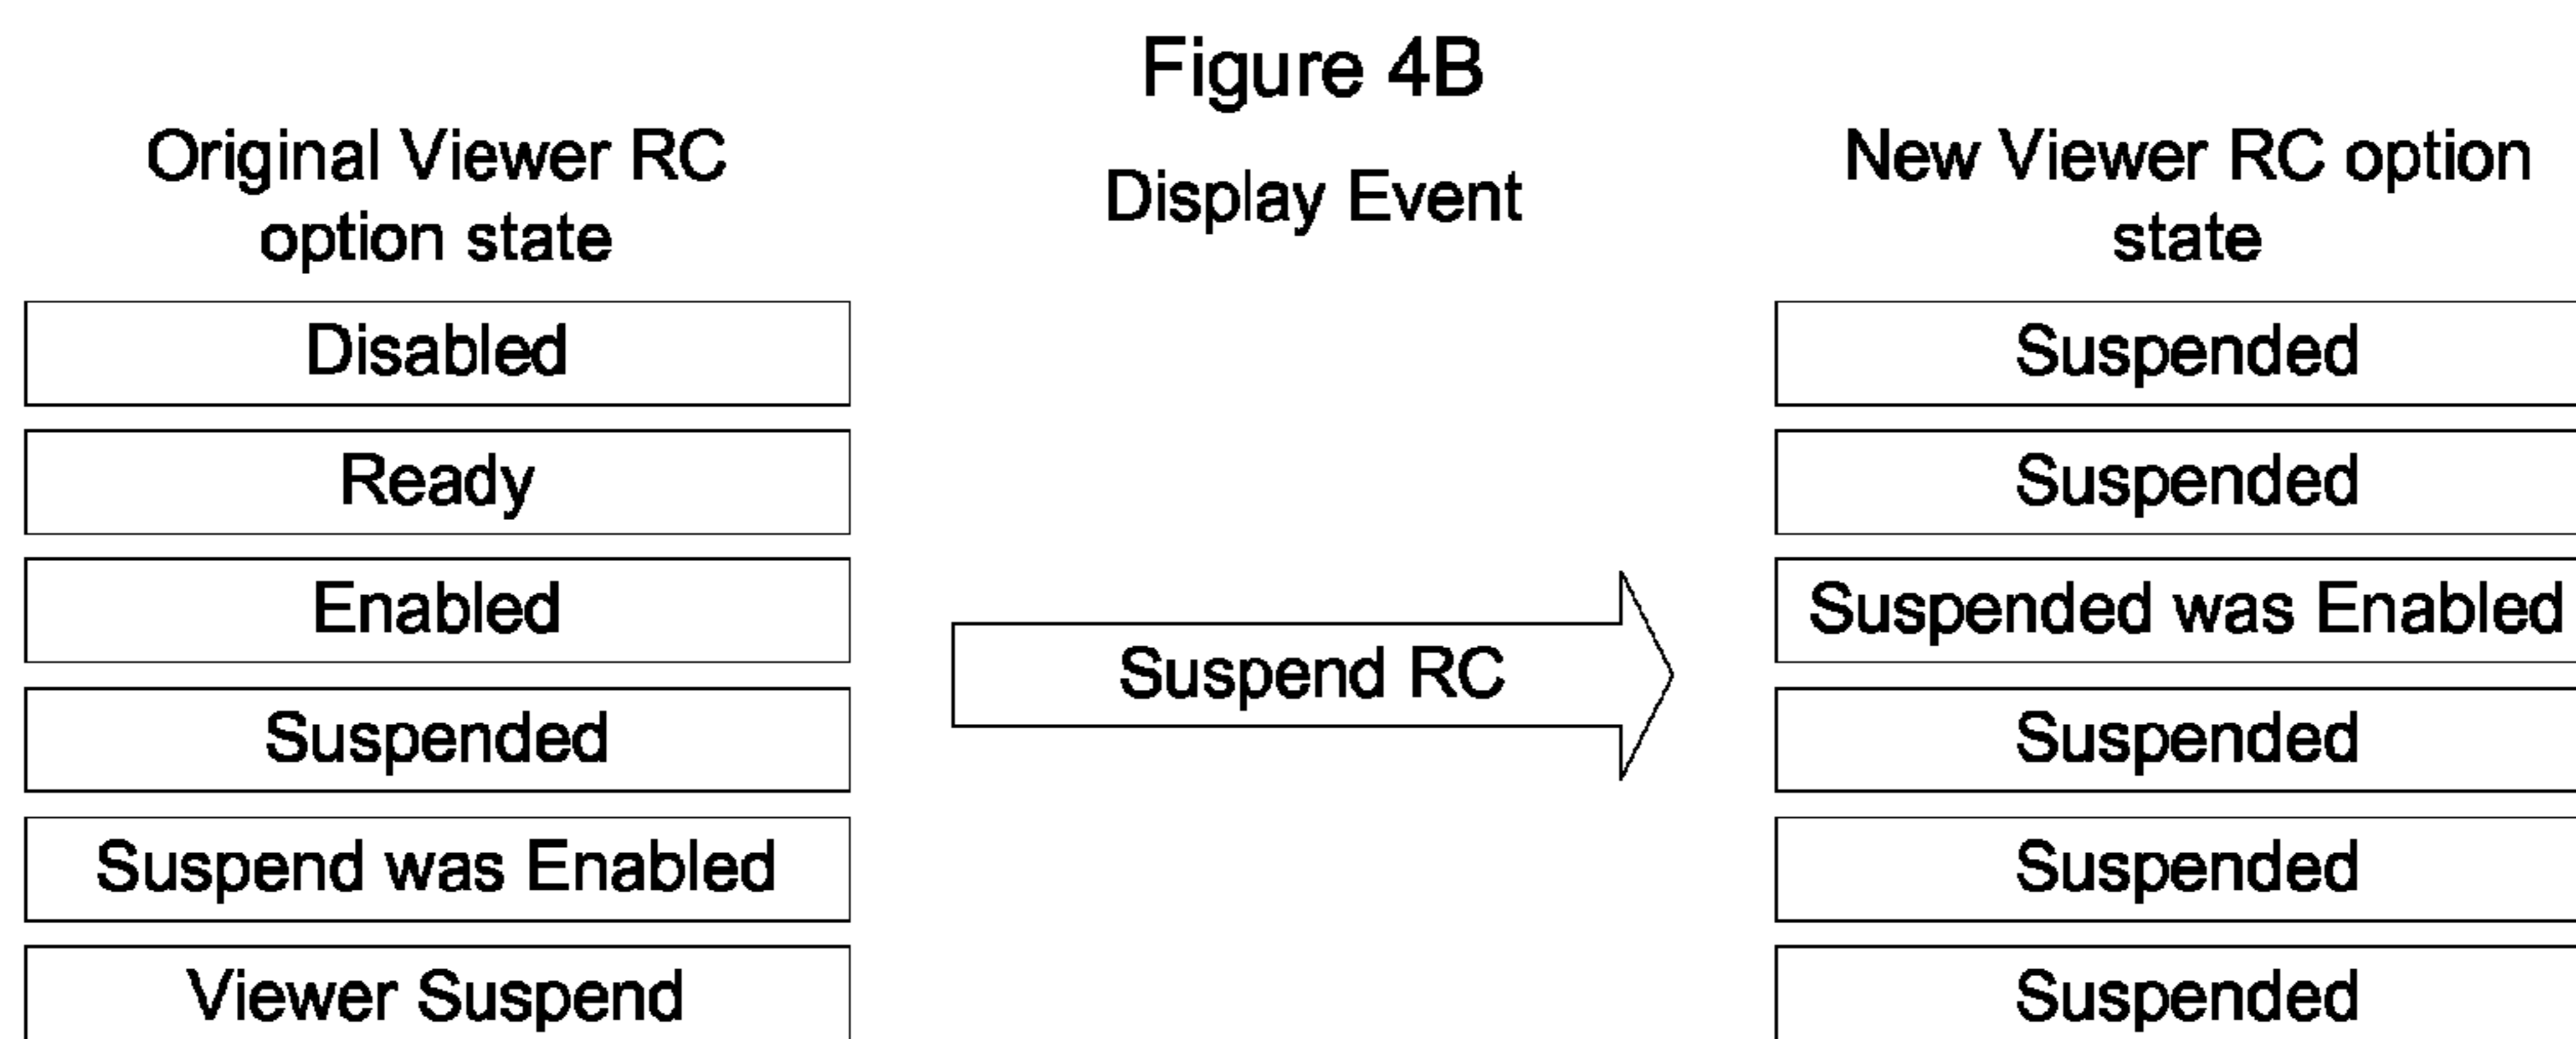 Figure 4B
Original Viewer RC
option state
Display Event
New Viewer RC option
state
Disabled
Suspended
Ready
Suspended
Enabled
Suspended was Enabled
Suspend RC
Suspended
Suspended
Suspend was Enabled
Suspended
Viewer Suspend
Suspended